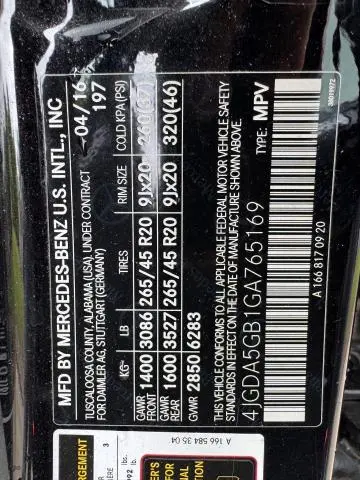 MFD BY MERCEDES-BENZ U.S. INTL., INC
TUSCALOOSA COUNTY, ALABAMA (USA), UNDER CONTRACT
FOR DAIMLER AG, STUTTGART (GERMANY)
04/16
197
KG LB TIRES RIM SIZE COLD KPA (PSI)
GAWR FRONT 1400 3086 265/45 R20 9Jx20 260(37)
GAWR REAR 1600 3527 265/45 R20 9Jx20 320(46)
GVWR 2850 6283
THIS VEHICLE CONFORMS TO ALL APPLICABLE FEDERAL MOTOR VEHICLE SAFETY
STANDARDS IN EFFECT ON THE DATE OF MANUFACTURE SHOWN ABOVE.
4JGDA5GB1GA765169 TYPE: MPV
A 166 817 09 20
A 166 584 35 04
lbs.
3